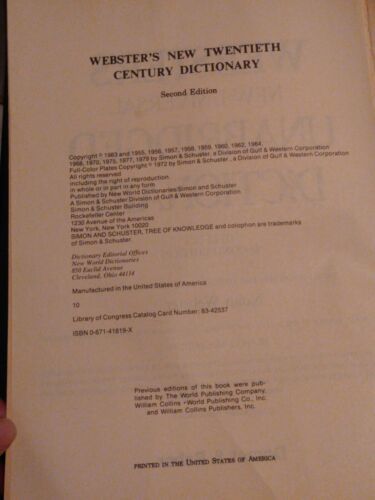 WEBSTER'S NEW TWENTIETH
CENTURY DICTIONARY
Second Edition
Copyright © 1983 and 1955, 1956, 1957, 1958, 1959, 1960, 1962, 1964,
1968, 1970, 1975, 1977, 1979 by Simon & Schuster, a Division of Gulf & Western Corporation
Full-Color Plates Copyright © 1972 by Simon & Schuster, a Division of Gulf & Western Corporation
All rights reserved
including the right of reproduction
in whole or in part in any form
Published by New World Dictionaries/Simon and Schuster
A Simon & Schuster Division of Gulf & Western Corporation
Simon & Schuster Building
Rockefeller Center
1230 Avenue of the Americas
New York, New York 10020
SIMON AND SCHUSTER, TREE OF KNOWLEDGE and colophon are trademarks
of Simon & Schuster.
Dictionary Editorial Offices
New World Dictionaries
850 Euclid Avenue
Cleveland, Ohio 44114
Manufactured in the United States of America
10
Library of Congress Catalog Card Number: 83-42537
ISBN 0-671-41819-X
Previous editions of this book were pub-
lished by The World Publishing Company,
William Collins + World Publishing Co., Inc.
and William Collins Publishers, Inc.
PRINTED IN THE UNITED STATES OF AMERICA